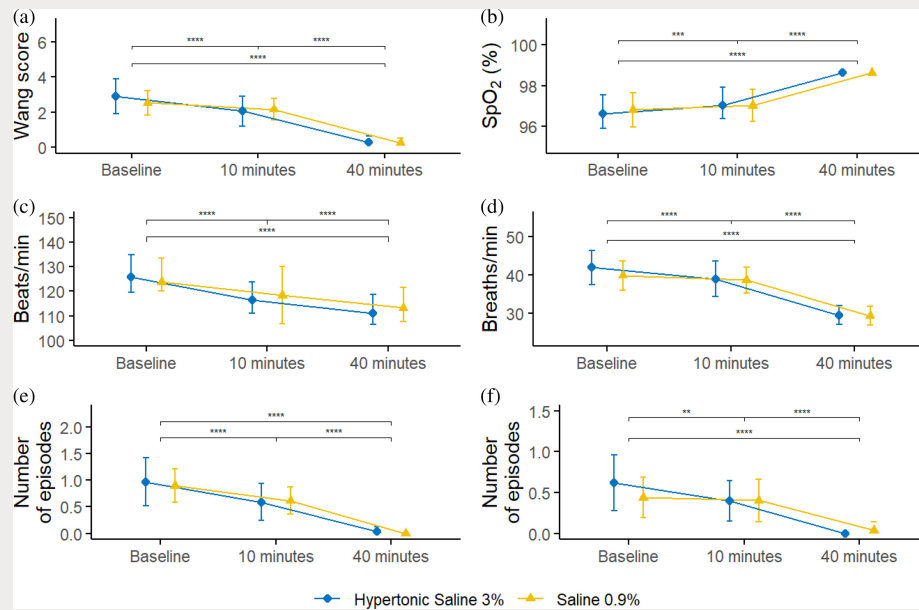 (a)
Wang score
6
4
2
0
****
****
****
Baseline
10 minutes
40 minutes
(b)
SpO₂ (%)
100
98
96
***
****
****
Baseline
10 minutes
40 minutes
(c)
Beats/min
150
140
130
120
110
100
****
****
****
Baseline
10 minutes
40 minutes
(d)
Breaths/min
50
40
30
****
****
****
Baseline
10 minutes
40 minutes
(e)
Number
of episodes
2.0
1.5
1.0
0.5
0.0
****
****
****
Baseline
10 minutes
40 minutes
(f)
Number
of episodes
1.5
1.0
0.5
0.0
**
****
****
Baseline
10 minutes
40 minutes
Hypertonic Saline 3%
Saline 0.9%